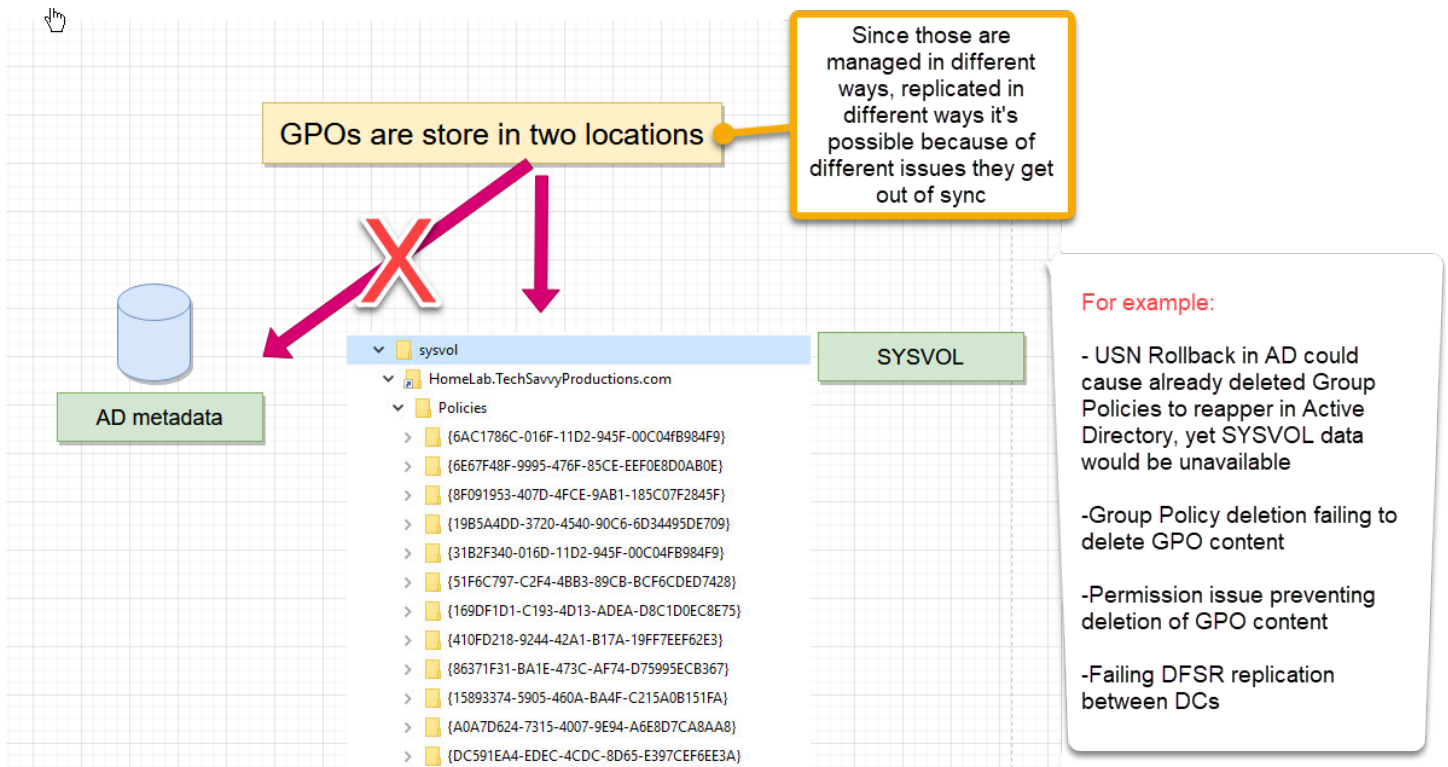 GPOs are store in two locations
Since those are
managed in different
ways, replicated in
different ways it's
possible because of
different issues they get
out of sync
X
AD metadata
sysvol
HomeLab.TechSavvyProductions.com
Policies
{6AC1786C-016F-11D2-945F-00C04fB984F9}
{6E67F48F-9995-476F-85CE-EEF0E8D0AB0E}
{8F091953-407D-4FCE-9AB1-185C07F2845F}
{19B5A4DD-3720-4540-90C6-6D34495DE709}
{31B2F340-016D-11D2-945F-00C04FB984F9}
{51F6C797-C2F4-4BB3-89CB-BCF6CDED7428}
{169DF1D1-C193-4D13-ADEA-D8C1D0EC8E75}
{410FD218-9244-42A1-B17A-19FF7EEF62E3}
{86371F31-BA1E-473C-AF74-D75995ECB367}
{15893374-5905-460A-BA4F-C215A0B151FA}
{A0A7D624-7315-4007-9E94-A6E8D7CA8AA8}
{DC591EA4-EDEC-4CDC-8D65-E397CEF6EE3A}
SYSVOL
For example:
- USN Rollback in AD could
cause already deleted Group
Policies to reapper in Active
Directory, yet SYSVOL data
would be unavailable
-Group Policy deletion failing to
delete GPO content
-Permission issue preventing
deletion of GPO content
-Failing DFSR replication
between DCs